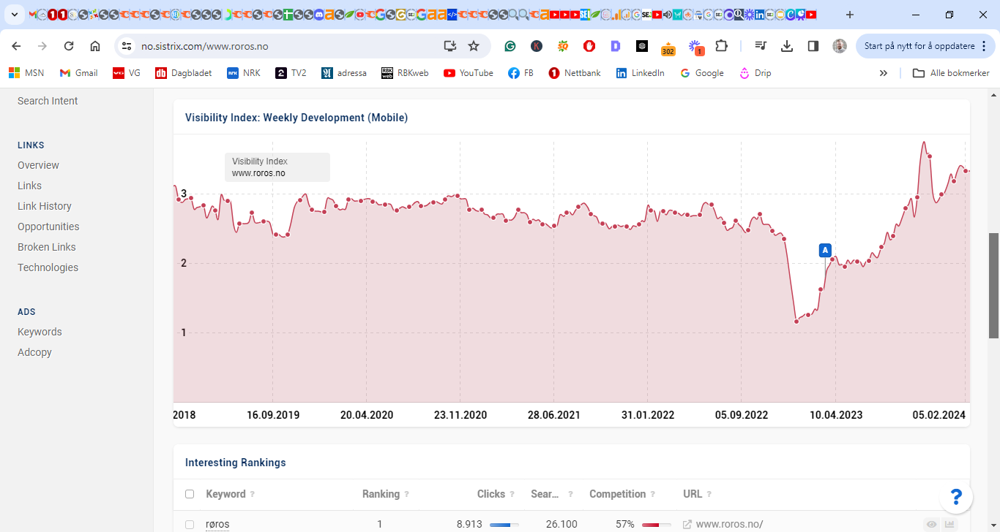 no.sistrix.com/www.roros.no
302
1
Start på nytt for å oppdatere
MSN
Gmail
VG
Dagbladet
NRK
TV2
adressa
RBKweb
YouTube
FB
Nettbank
LinkedIn
Google
Drip
Alle bokmerker
Search Intent
LINKS
Overview
Links
Link History
Opportunities
Broken Links
Technologies
ADS
Keywords
Adcopy
Visibility Index: Weekly Development (Mobile)
Visibility Index
www.roros.no
3
2
1
A
2018
16.09.2019
20.04.2020
23.11.2020
28.06.2021
31.01.2022
05.09.2022
10.04.2023
05.02.2024
Interesting Rankings
Keyword ?
Ranking ?
Clicks ?
Sear... ?
Competition ?
URL ?
røros
1
8.913
26.100
57%
www.roros.no/
?